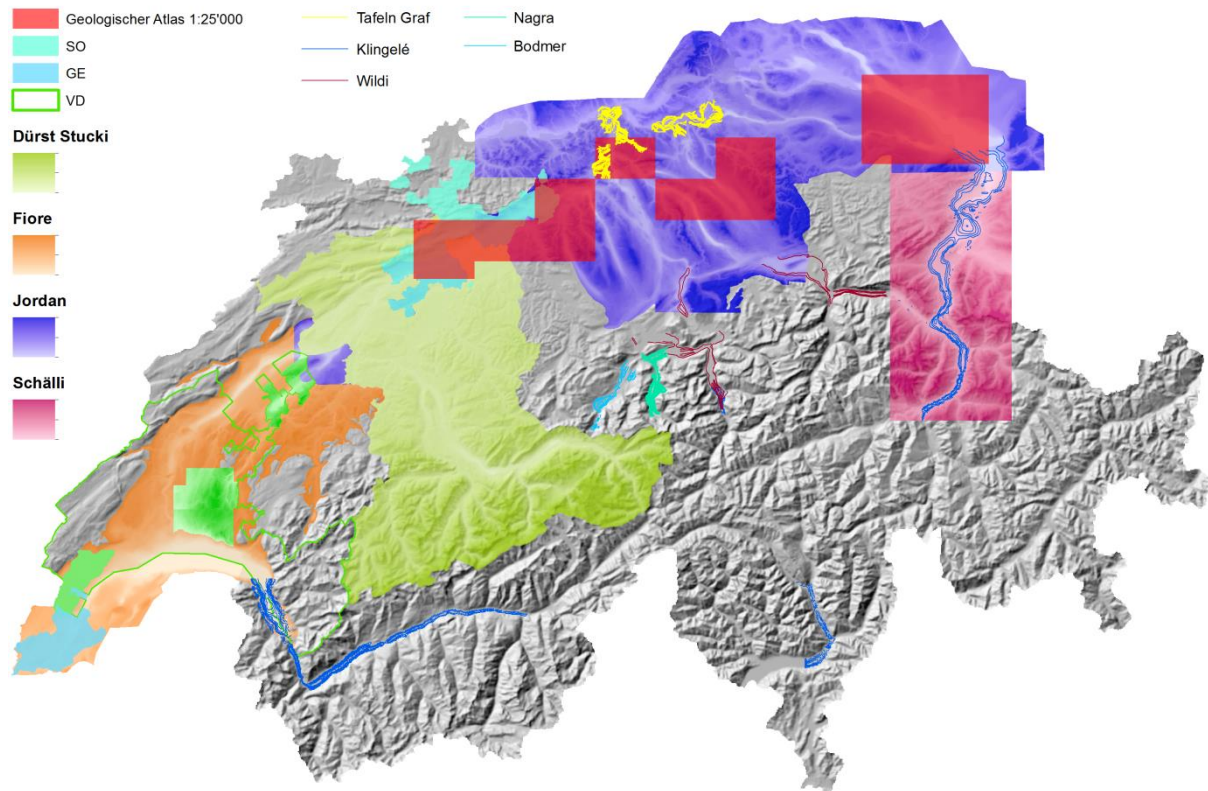 Geologischer Atlas 1:25'000
SO
GE
VD
Dürst Stucki
Fiore
Jordan
Schälli
Tafeln Graf
Klingelé
Wildi
Nagra
Bodmer